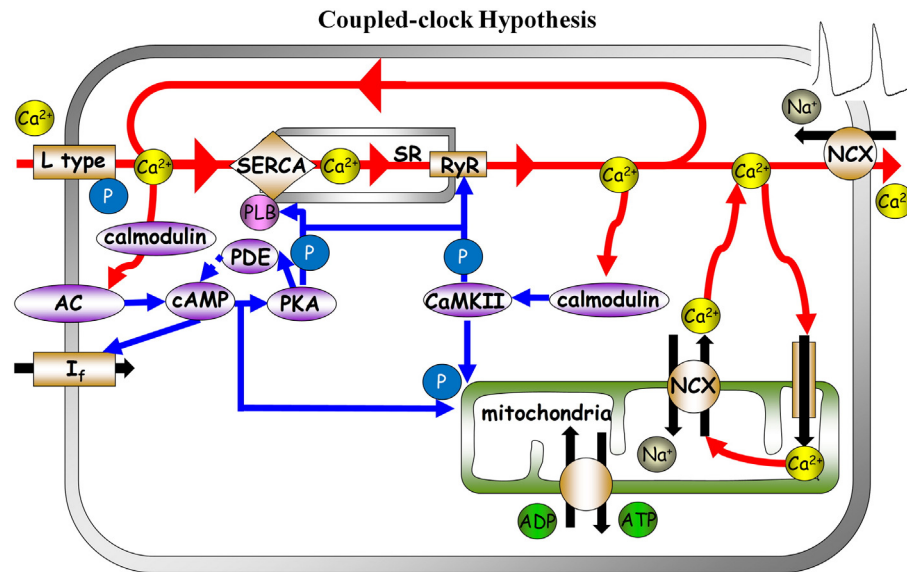 Coupled-clock Hypothesis
Ca²⁺
Na⁺
L type
Ca²⁺
SERCA
Ca²⁺
SR
RyR
Ca²⁺
Ca²⁺
NCX
P
PLB
Ca²
calmodulin
PDE
P
P
AC
cAMP
PKA
CaMKII
calmodulin
Ca²⁺
I_f
P
NCX
mitochondria
Na⁺
Ca²⁺
ADP
ATP